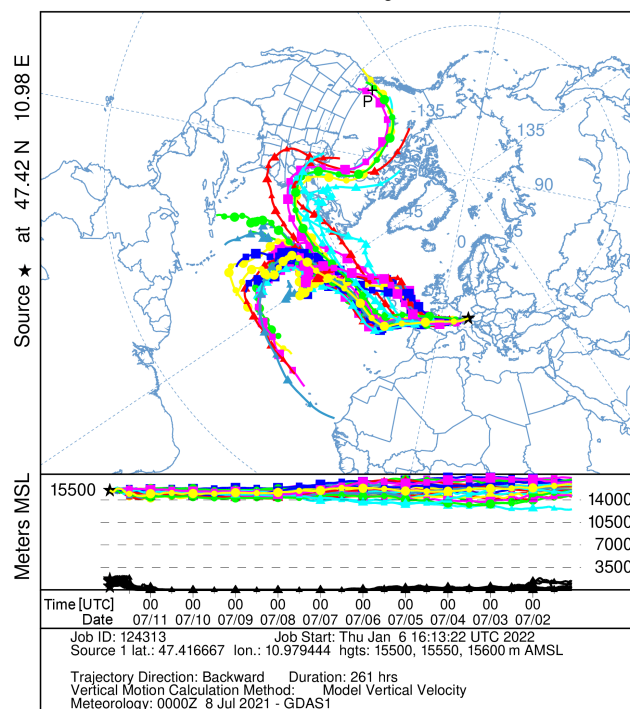 Source ★ at 47.42 N 10.98 E
P
-135
135
90
45
0
Meters MSL
15500
14000
10500
7000
3500
Time [UTC] 00 00 00 00 00 00 00 00 00 00
Date 07/11 07/10 07/09 07/08 07/07 07/06 07/05 07/04 07/03 07/02
Job ID: 124313 Job Start: Thu Jan 6 16:13:22 UTC 2022
Source 1 lat.: 47.416667 lon.: 10.979444 hgts: 15500, 15550, 15600 m AMSL
Trajectory Direction: Backward Duration: 261 hrs
Vertical Motion Calculation Method: Model Vertical Velocity
Meteorology: 0000Z 8 Jul 2021 - GDAS1